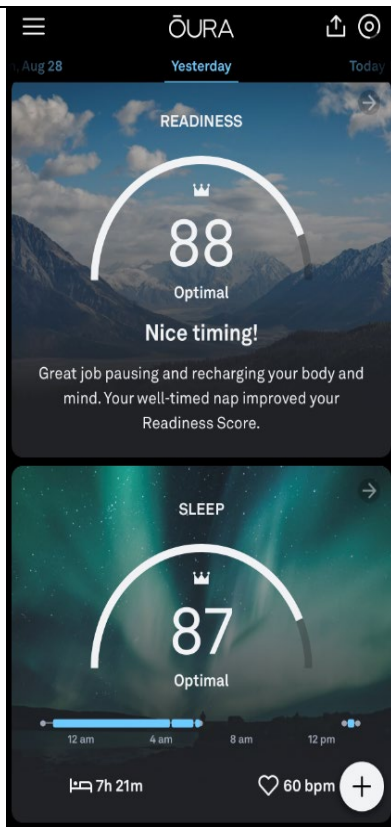 ŌURA
, Aug 28 Yesterday Today
READINESS
88
Optimal
Nice timing!
Great job pausing and recharging your body and
mind. Your well-timed nap improved your
Readiness Score.
SLEEP
87
Optimal
12 am 4 am 8 am 12 pm
7h 21m 60 bpm